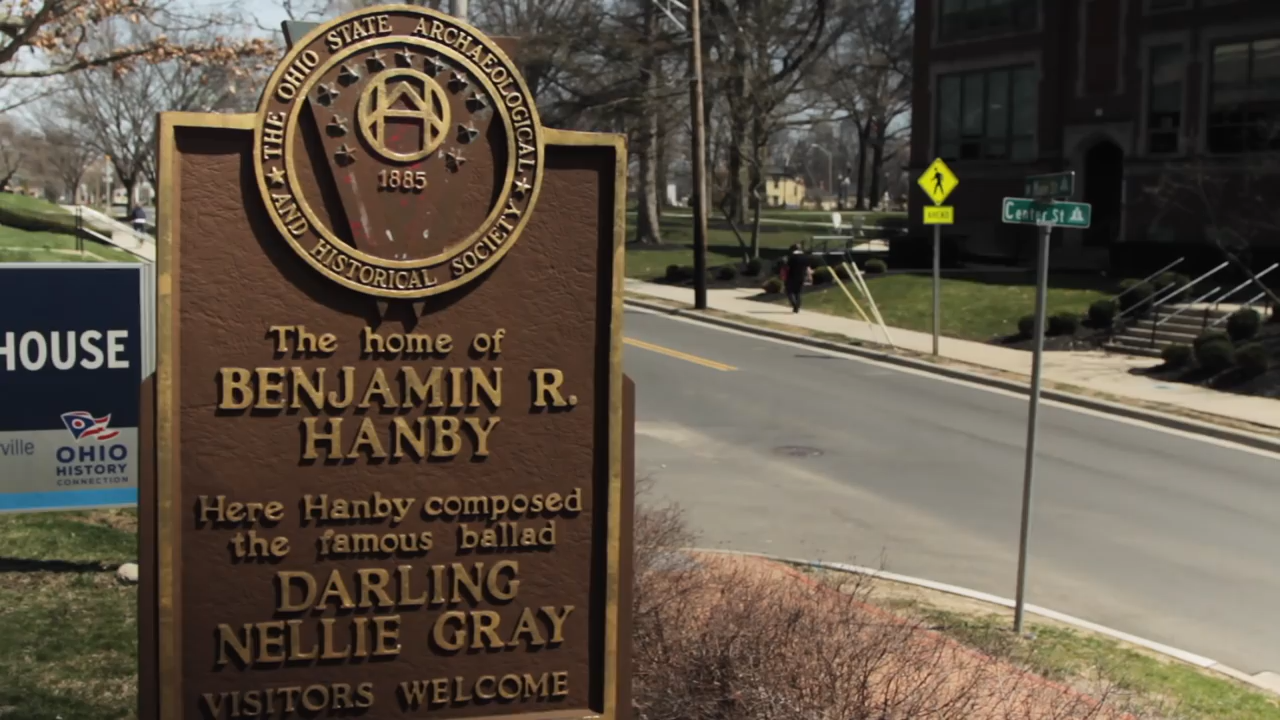 THE OHIO STATE ARCHAEOLOGICAL
AND HISTORICAL SOCIETY
1885
The home of
BENJAMIN R.
HANBY
Here Hanby composed
the famous ballad
DARLING
NELLIE GRAY
VISITORS WELCOME
HOUSE
ville
OHIO
HISTORY
CONNECTION
AHEAD
Center St